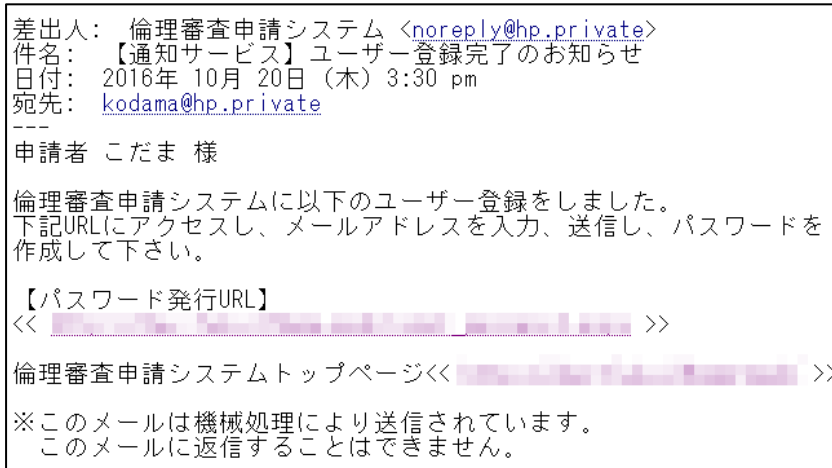 差出人: 倫理審査申請システム <noreply@hp.private>
件名: 【通知サービス】ユーザー登録完了のお知らせ
日付: 2016年 10月 20日 (木) 3:30 pm
宛先: kodama@hp.private
---
申請者 こだま 様
倫理審査申請システムに以下のユーザー登録をしました。
下記URLにアクセスし、メールアドレスを入力、送信し、パスワードを
作成して下さい。
【パスワード発行URL】
<< >>
倫理審査申請システムトップページ<< >>
※このメールは機械処理により送信されています。
このメールに返信することはできません。